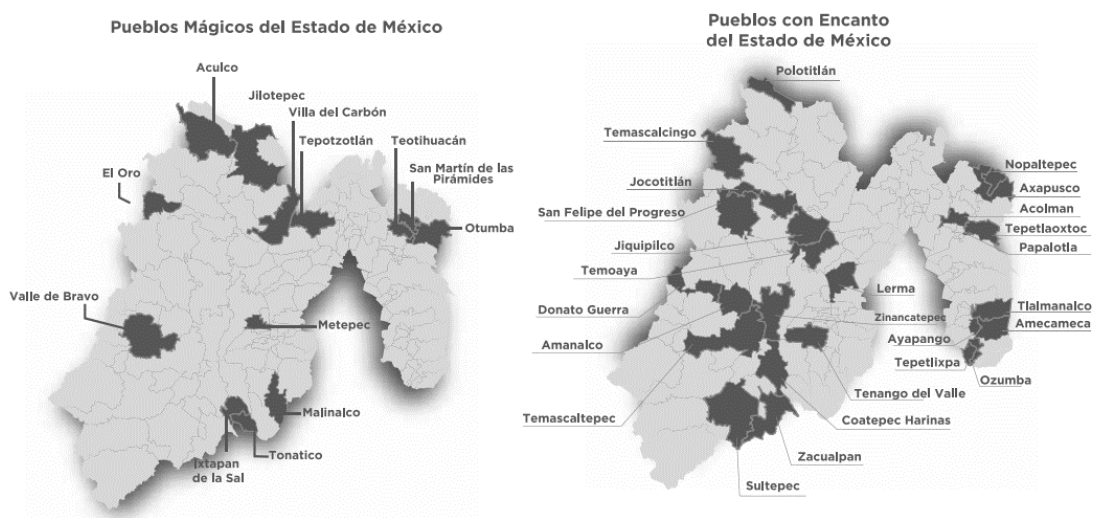 Pueblos Mágicos del Estado de México
Aculco
Jilotepec
Villa del Carbón
Tepotzotlán
Teotihuacán
San Martín de las
Pirámides
El Oro
Otumba
Valle de Bravo
Metepec
Malinalco
Ixtapan
de la Sal
Tonatico
Pueblos con Encanto
del Estado de México
Polotitlán
Temascalcingo
Nopaltepec
Jocotitlán
Axapusco
San Felipe del Progreso
Acolman
Tepetlaoxtoc
Jiquipilco
Papalotla
Temoaya
Lerma
Donato Guerra
Tlalmanalco
Zinancatepec
Amecameca
Amanalco
Ayapango
Tepetlixpa
Ozumba
Tenango del Valle
Temascaltepec
Coatepec Harinas
Zacualpan
Sultepec